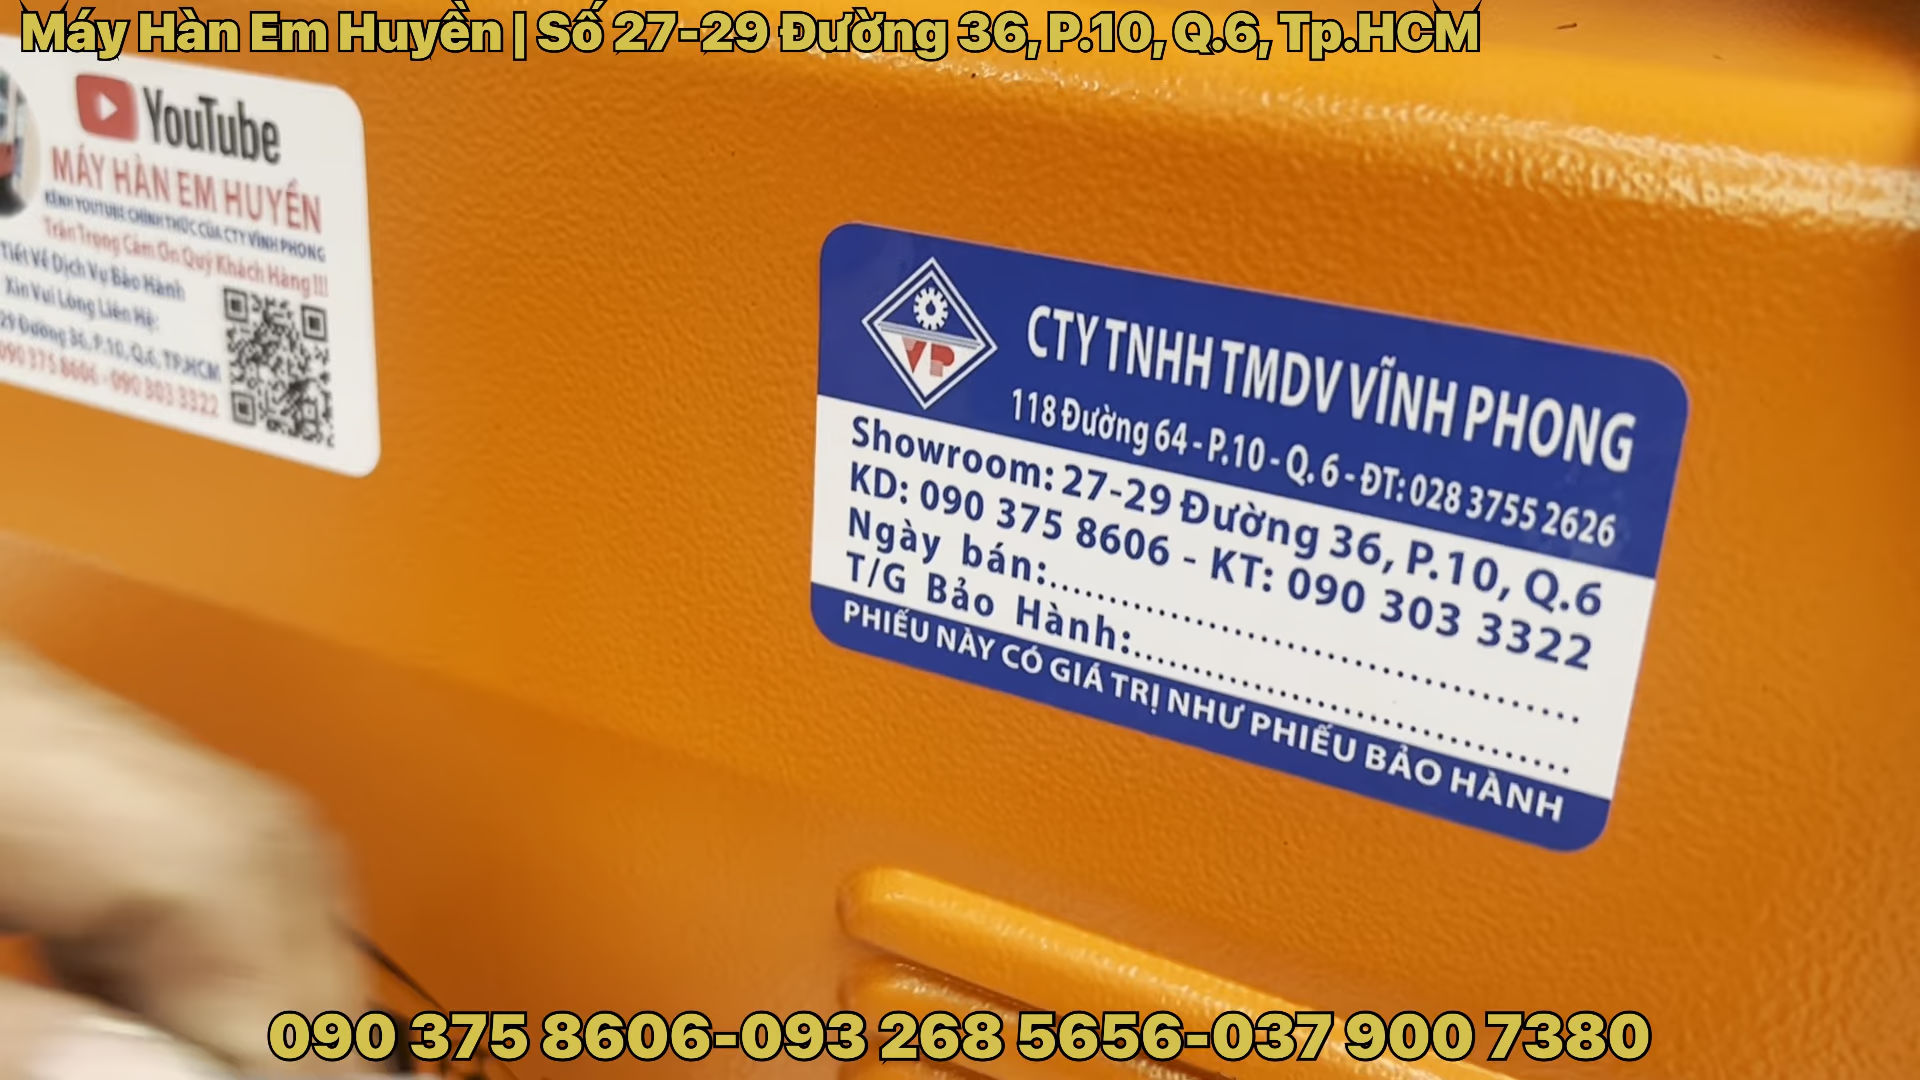 Máy Hàn Em Huyền | Số 27-29 Đường 36, P.10, Q.6, Tp.HCM
YouTube
MÁY HÀN EM HUYỀN
KÊNH YOUTUBE CHÍNH THỨC CỦA CTY VĨNH PHONG
Trân Trọng Cảm Ơn Quý Khách Hàng !!!
Tiết Về Dịch Vụ Bảo Hành
Xin Vui Lòng Liên Hệ:
29 Đường 36, P.10, Q.6, TP.HCM
090 375 8606 - 090 303 3322
VP
CTY TNHH TMDV VĨNH PHONG
118 Đường 64 - P.10 - Q. 6 - ĐT: 028 3755 2626
Showroom: 27-29 Đường 36, P.10, Q.6
KD: 090 375 8606 - KT: 090 303 3322
Ngày bán:........................................
T/G Bảo Hành:..................................
PHIẾU NÀY CÓ GIÁ TRỊ NHƯ PHIẾU BẢO HÀNH
090 375 8606-093 268 5656-037 900 7380